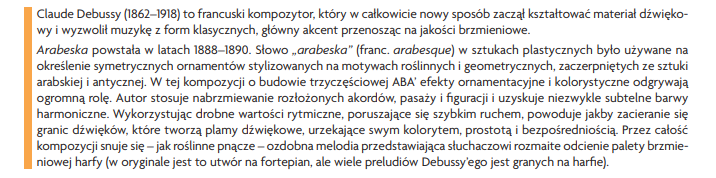 Claude Debussy (1862–1918) to francuski kompozytor, który w całkowicie nowy sposób zaczął kształtować materiał dźwięko-
wy i wyzwolił muzykę z form klasycznych, główny akcent przenosząc na jakości brzmieniowe.
Arabeska powstała w latach 1888–1890. Słowo „arabeska” (franc. arabesque) w sztukach plastycznych było używane na
określenie symetrycznych ornamentów stylizowanych na motywach roślinnych i geometrycznych, zaczerpniętych ze sztuki
arabskiej i antycznej. W tej kompozycji o budowie trzyczęściowej ABA’ efekty ornamentacyjne i kolorystyczne odgrywają
ogromną rolę. Autor stosuje nabrzmiewanie rozłożonych akordów, pasaży i figuracji i uzyskuje niezwykle subtelne barwy
harmoniczne. Wykorzystując drobne wartości rytmiczne, poruszające się szybkim ruchem, powoduje jakby zacieranie się
granic dźwięków, które tworzą plamy dźwiękowe, urzekające swym kolorytem, prostotą i bezpośredniością. Przez całość
kompozycji snuje się – jak roślinne pnącze – ozdobna melodia przedstawiająca słuchaczowi rozmaite odcienie palety brzmie-
niowej harfy (w oryginale jest to utwór na fortepian, ale wiele preludiów Debussy’ego jest granych na harfie).